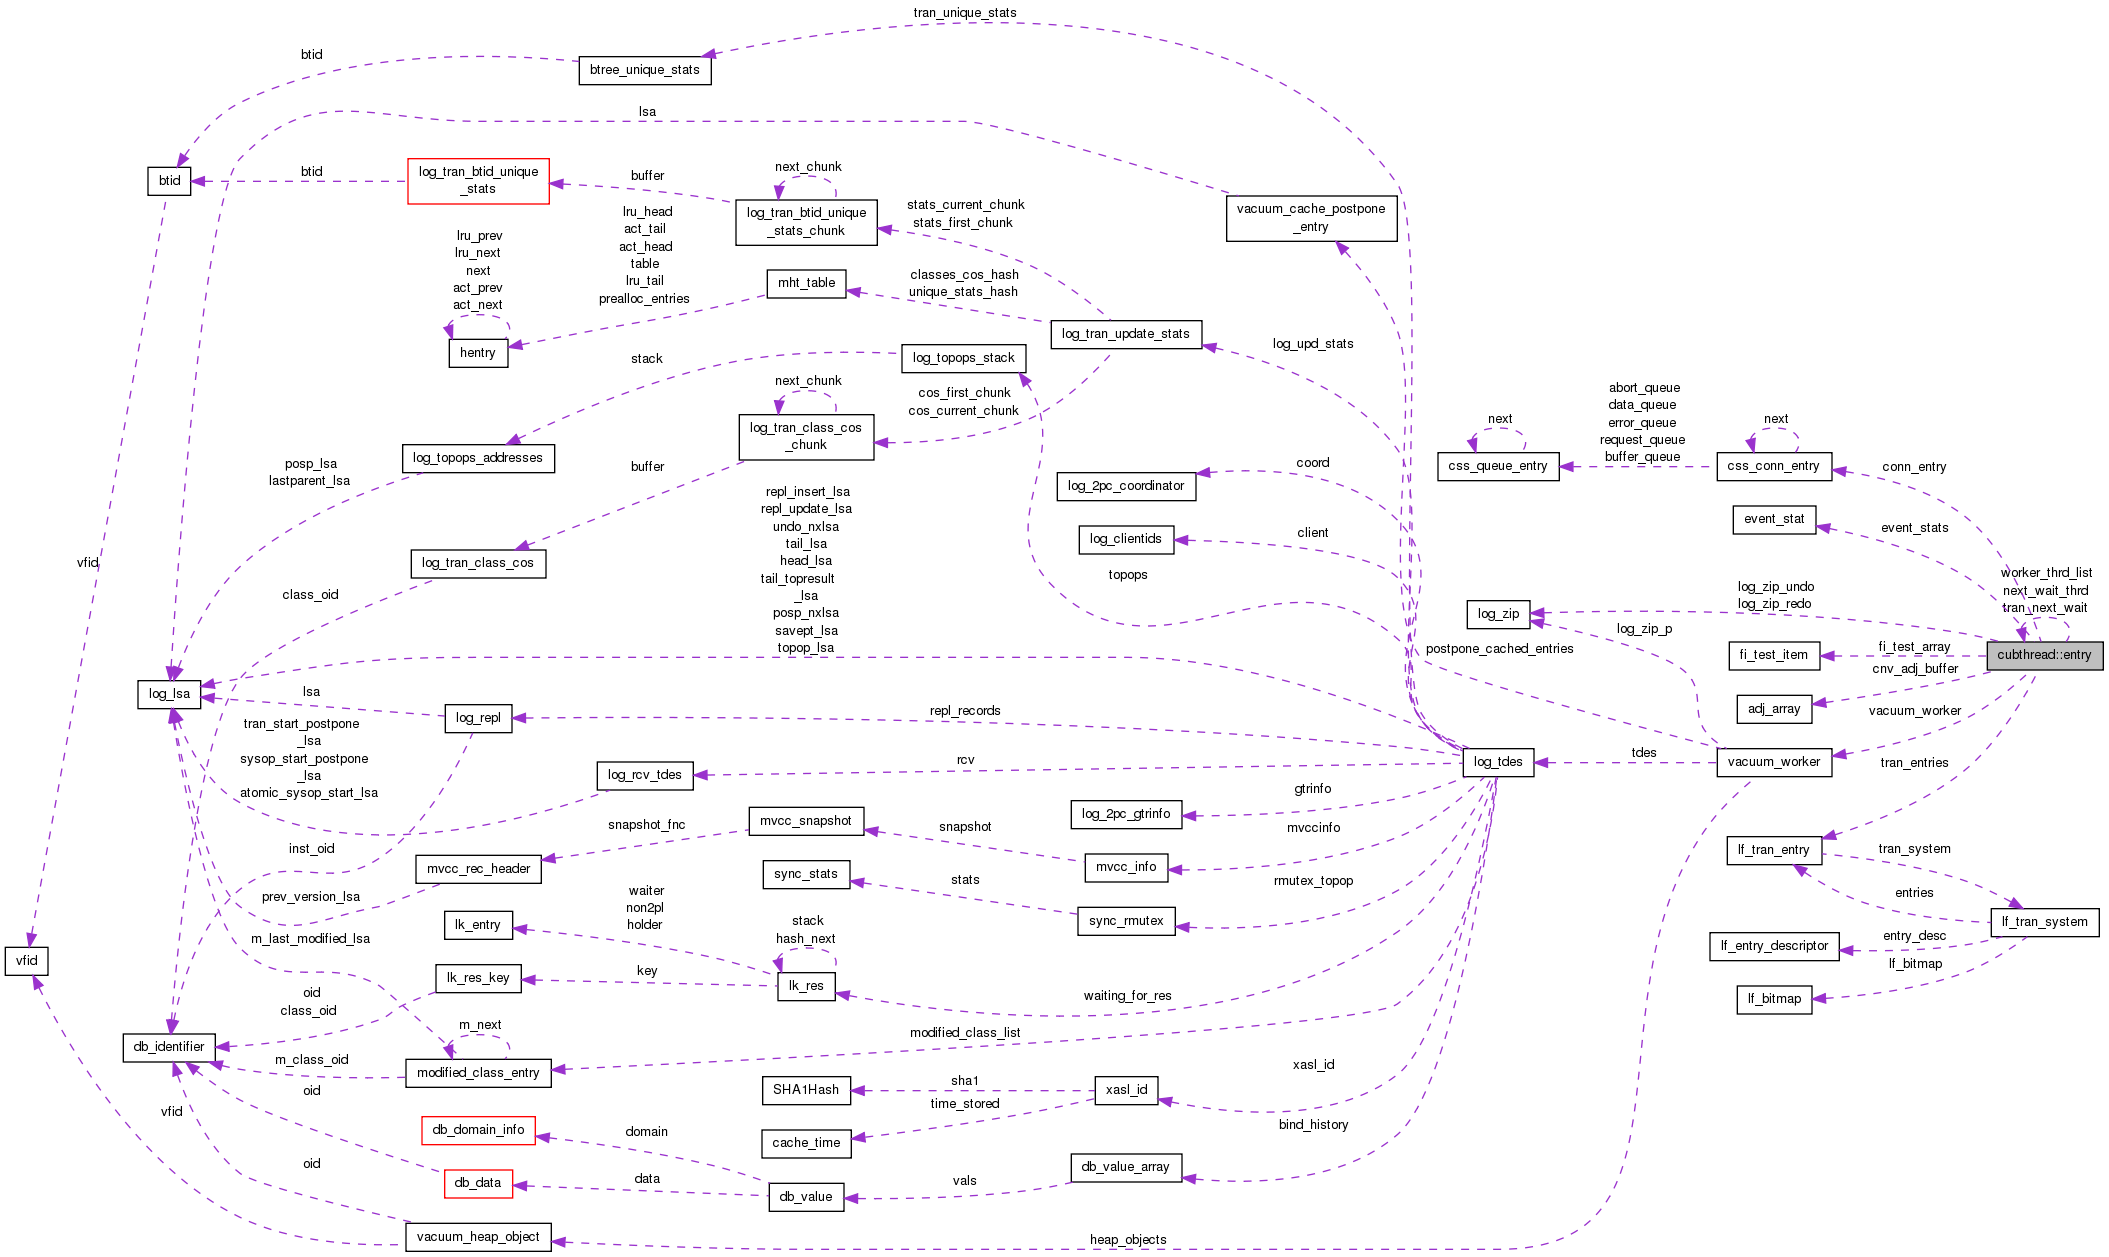 tran_unique_stats
btid
btree_unique_stats
lsa
btid
btid
log_tran_btid_unique
_stats
buffer
next_chunk
log_tran_btid_unique
_stats_chunk
stats_current_chunk
stats_first_chunk
vacuum_cache_postpone
_entry
lru_head
act_tail
act_head
table
lru_tail
prealloc_entries
lru_prev
lru_next
next
act_prev
act_next
hentry
mht_table
classes_cos_hash
unique_stats_hash
log_tran_update_stats
log_upd_stats
stack
log_topops_stack
next_chunk
cos_first_chunk
cos_current_chunk
log_tran_class_cos
_chunk
abort_queue
data_queue
error_queue
request_queue
buffer_queue
next
css_queue_entry
next
css_conn_entry
conn_entry
log_topops_addresses
posp_lsa
lastparent_lsa
buffer
coord
log_2pc_coordinator
repl_insert_lsa
repl_update_lsa
undo_nxlsa
tail_lsa
head_lsa
tail_topresult
_lsa
posp_nxlsa
savept_lsa
topop_lsa
event_stat
event_stats
log_clientids
client
vfid
log_tran_class_cos
class_oid
topops
worker_thrd_list
next_wait_thrd
tran_next_wait
log_zip_undo
log_zip_redo
log_zip
log_zip_p
postpone_cached_entries
fi_test_item
fi_test_array
cubthread::entry
cnv_adj_buffer
log_lsa
lsa
log_repl
repl_records
adj_array
vacuum_worker
tran_start_postpone
_lsa
sysop_start_postpone
_lsa
atomic_sysop_start_lsa
log_rcv_tdes
rcv
log_tdes
tdes
vacuum_worker
tran_entries
gtrinfo
log_2pc_gtrinfo
mvcc_snapshot
snapshot_fnc
snapshot
mvccinfo
inst_oid
mvcc_rec_header
mvcc_info
lf_tran_entry
tran_system
sync_stats
stats
rmutex_topop
prev_version_lsa
waiter
non2pl
holder
entries
lk_entry
stack
hash_next
sync_rmutex
lf_tran_system
m_last_modified_lsa
entry_desc
lf_entry_descriptor
vfid
lk_res_key
key
lk_res
lf_bitmap
waiting_for_res
lf_bitmap
oid
class_oid
db_identifier
m_next
modified_class_list
m_class_oid
modified_class_entry
xasl_id
oid
SHA1Hash
sha1
xasl_id
time_stored
vfid
db_domain_info
domain
cache_time
bind_history
oid
db_data
data
db_value
vals
db_value_array
vacuum_heap_object
heap_objects